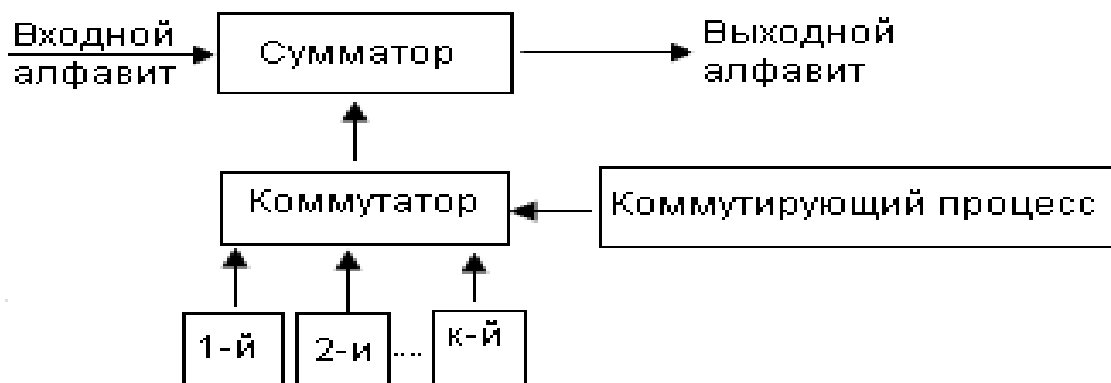 Входной
алфавит
Сумматор
Выходной
алфавит
Коммутатор
Коммутирующий процесс
1-й
2-и
....
к-й